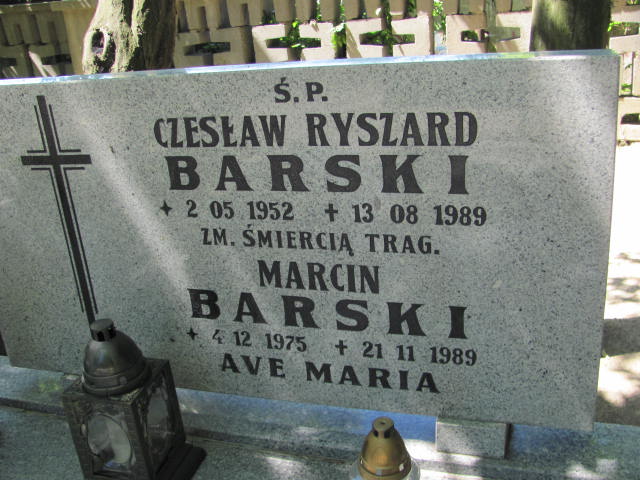 Ś.P.
CZESŁAW RYSZARD
BARSKI
2 05 1952 13 08 1989
ZM. ŚMIERCIĄ TRAG.
MARCIN
BARSKI
4 12 1975 21 11 1989
AVE MARIA